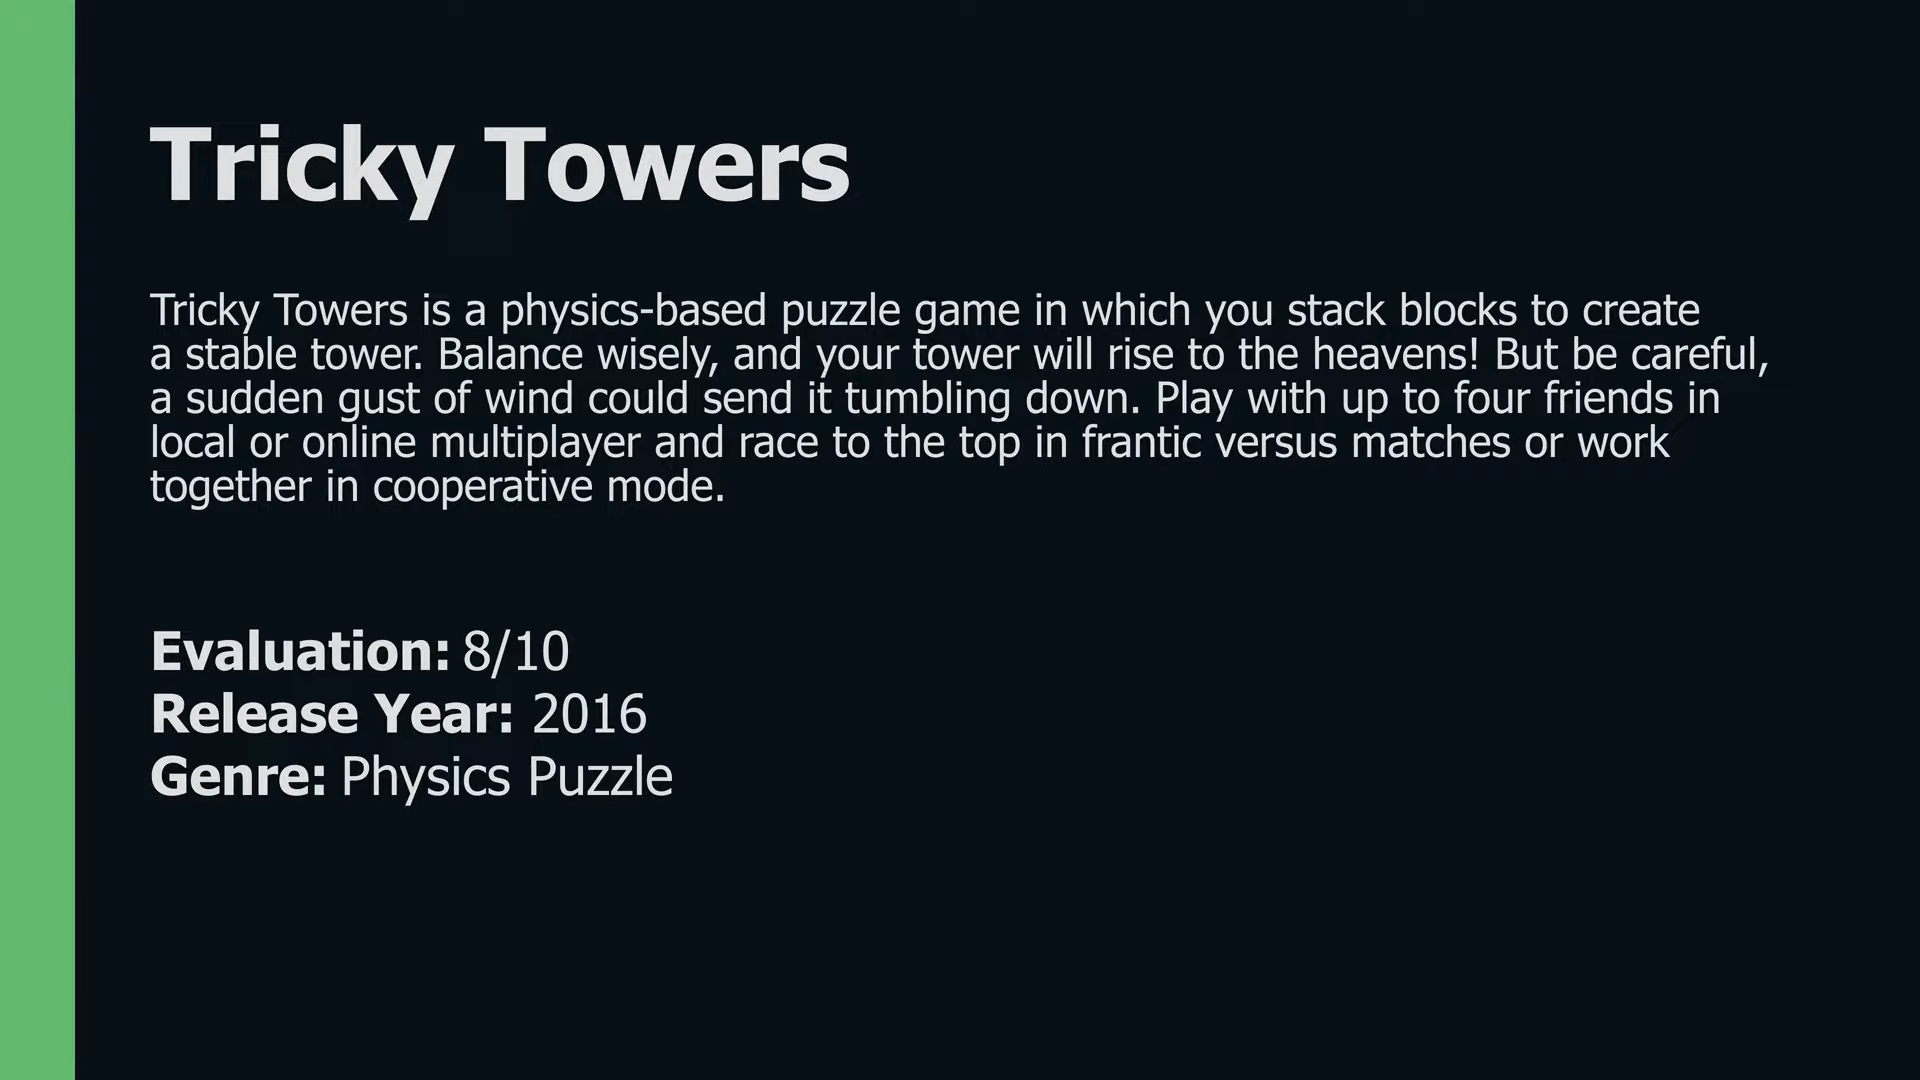 Tricky Towers
Tricky Towers is a physics-based puzzle game in which you stack blocks to create
a stable tower. Balance wisely, and your tower will rise to the heavens! But be careful,
a sudden gust of wind could send it tumbling down. Play with up to four friends in
local or online multiplayer and race to the top in frantic versus matches or work
together in cooperative mode.
Evaluation: 8/10
Release Year: 2016
Genre: Physics Puzzle